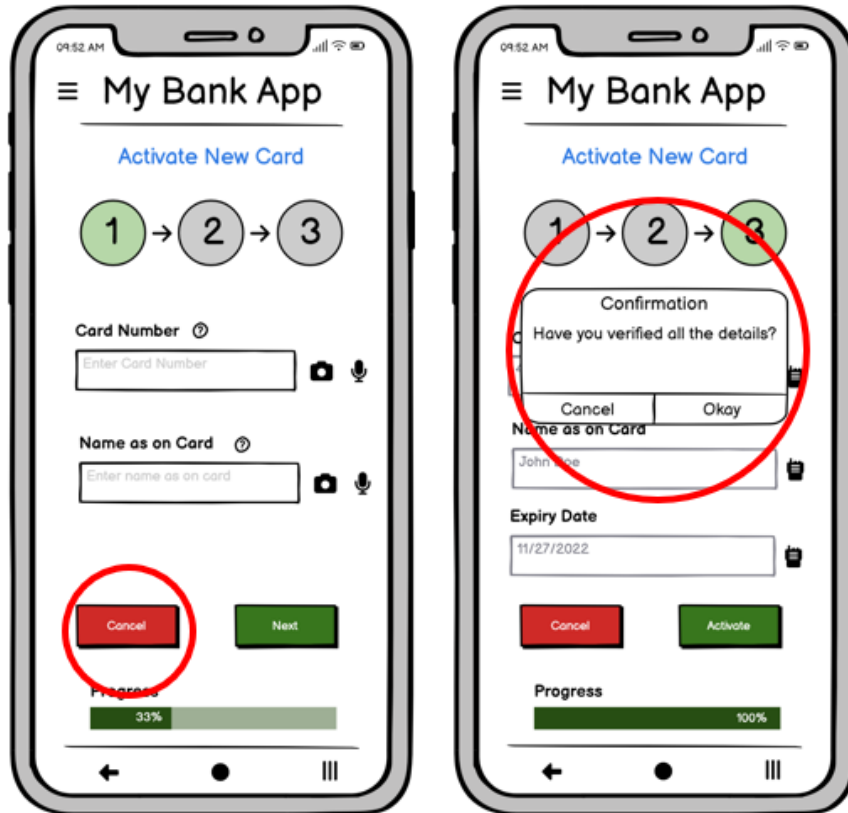 09:52 AM
My Bank App
Activate New Card
1 → 2 → 3
Card Number ?
Enter Card Number
Name as on Card ?
Enter name as on card
Cancel Next
Progress
33%
09:52 AM
My Bank App
Activate New Card
1 → 2 → 3
Confirmation
Have you verified all the details?
Cancel Okay
Name as on Card
John Doe
Expiry Date
11/27/2022
Cancel Activate
Progress
100%